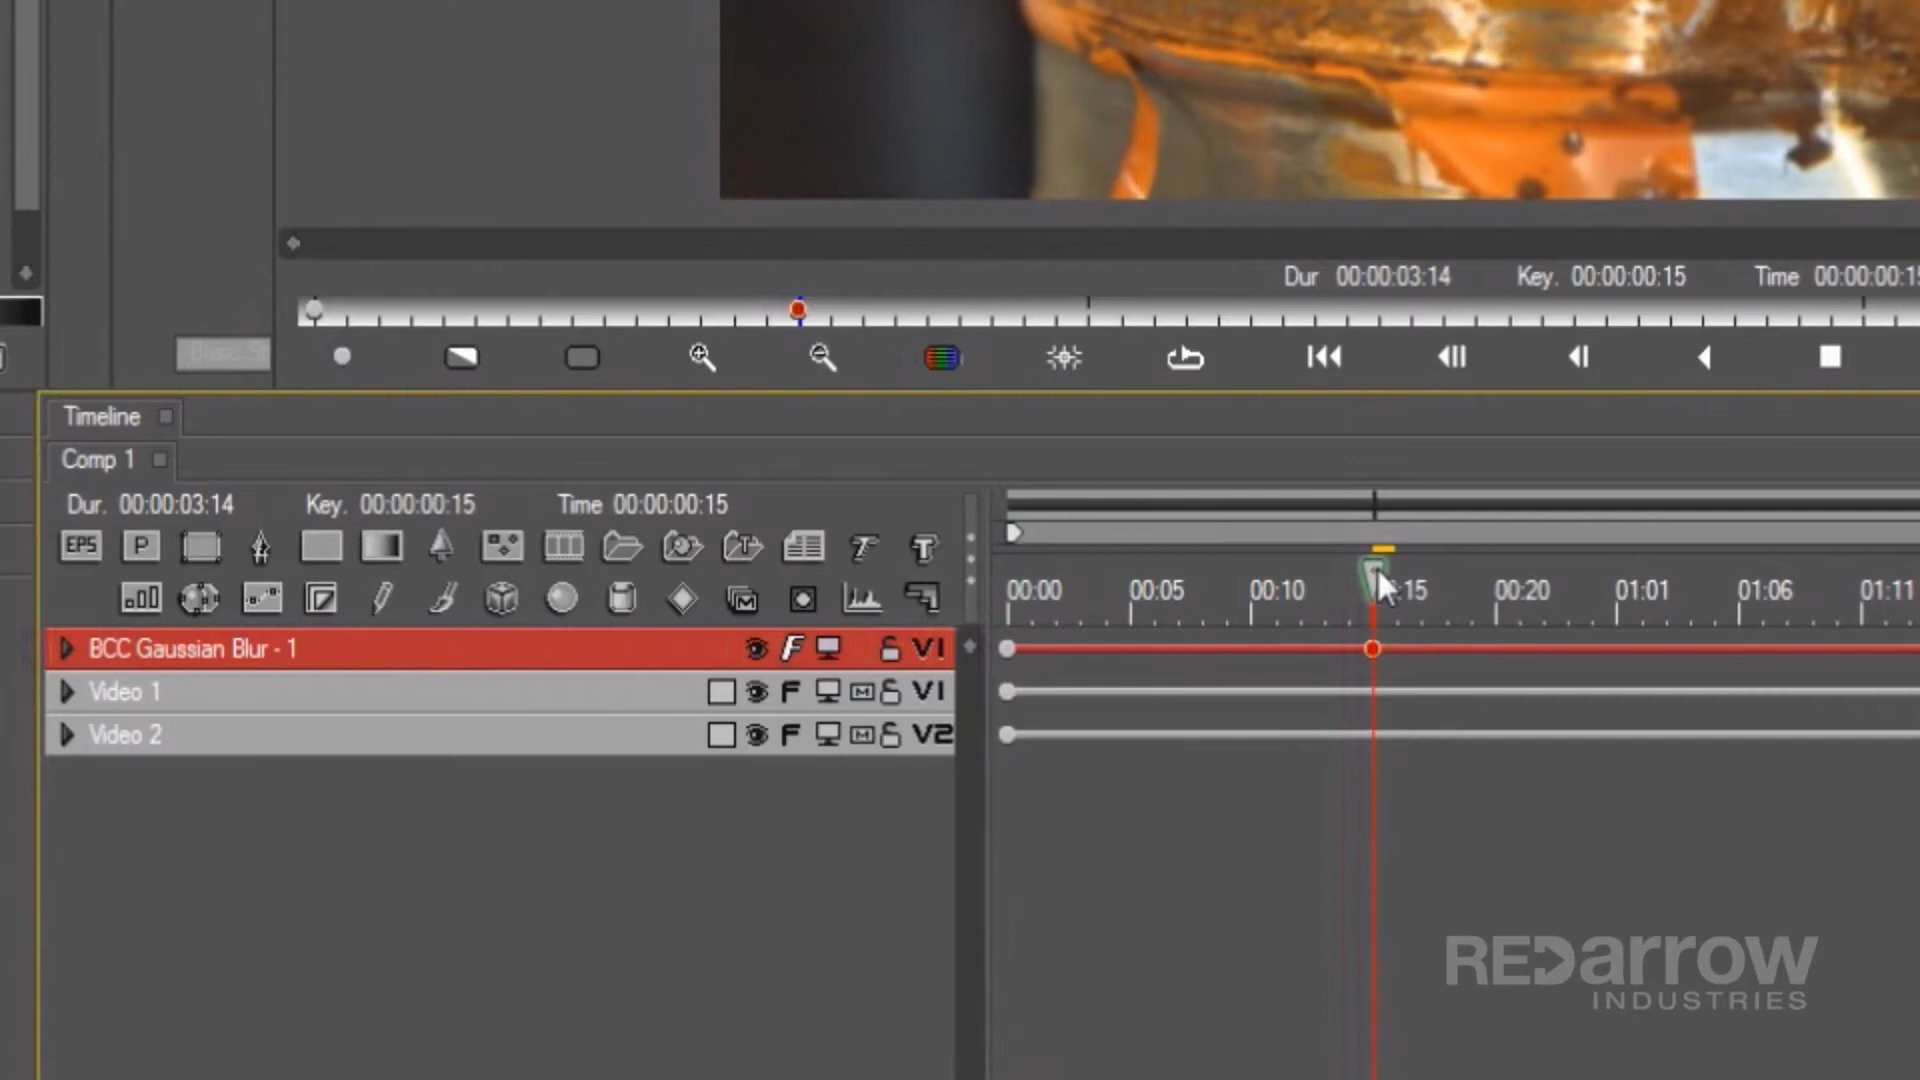 Dur 00:00:03:14 Key. 00:00:00:15 Time 00:00:00:15
Timeline
Comp 1
Dur. 00:00:03:14 Key. 00:00:00:15 Time 00:00:00:15
EPS P T T T
00:00 00:05 00:10 :15 00:20 01:01 01:06 01:11
M
BCC Gaussian Blur - 1 F V1
Video 1 F M V1
Video 2 F M V2
REDarrow
INDUSTRIES